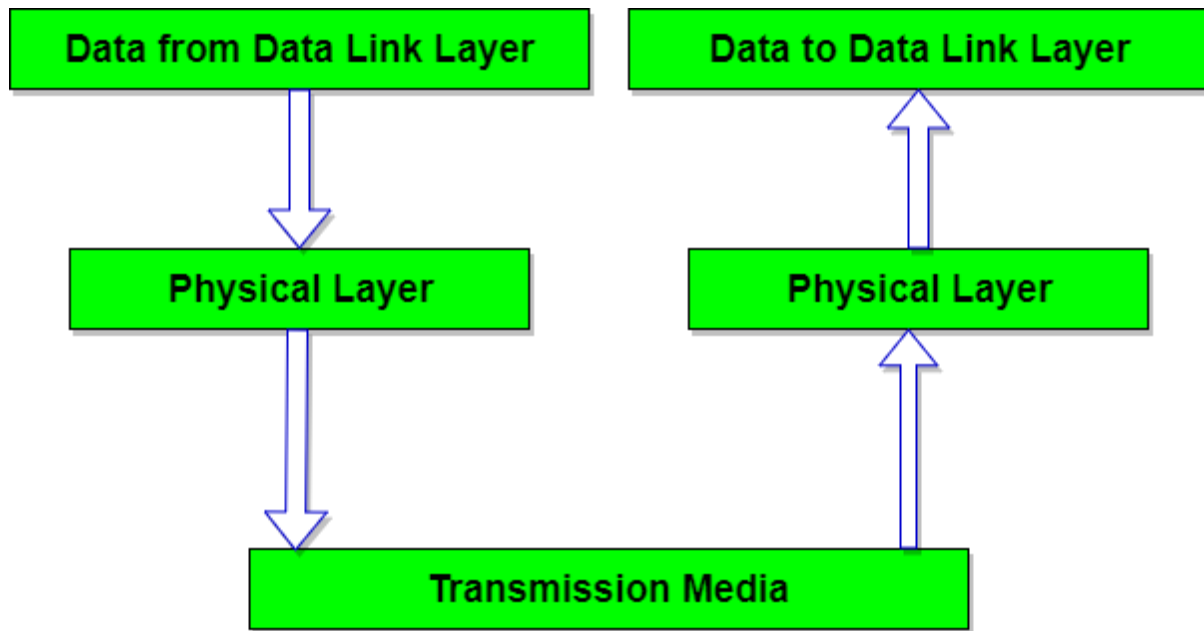 Data from Data Link Layer
Data to Data Link Layer
Physical Layer
Physical Layer
Transmission Media